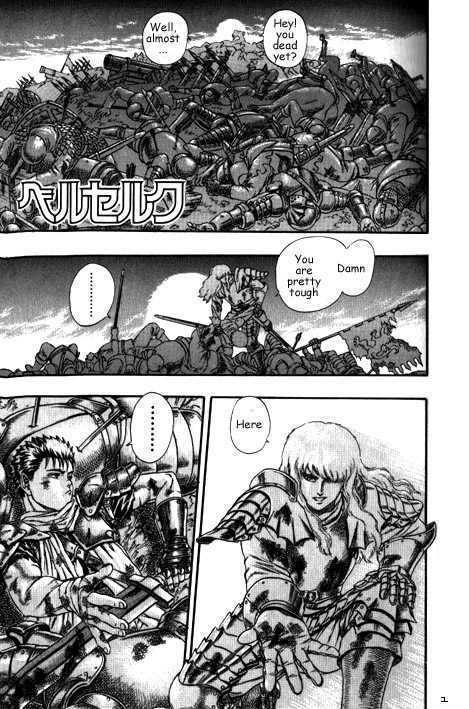 Hey!
you
dead
yet?
Well,
almost
...
ベルセルク
Damn
You
are
pretty
tough
........
Here
........
1